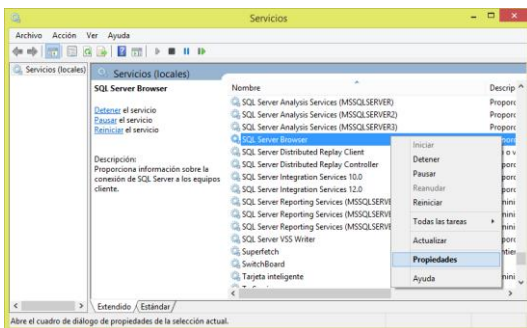 Servicios
Archivo Acción Ver Ayuda
Servicios (locales)
Servicios (locales)
SQL Server Browser
Detener el servicio
Pausar el servicio
Reiniciar el servicio
Descripción:
Proporciona información sobre la
conexión de SQL Server a los equipos
cliente.
Nombre Descrip
SQL Server Analysis Services (MSSQLSERVER) Proporc
SQL Server Analysis Services (MSSQLSERVER2) Proporc
SQL Server Analysis Services (MSSQLSERVER3) Proporc
SQL Server Browser
SQL Server Distributed Replay Client
SQL Server Distributed Replay Controller
SQL Server Integration Services 10.0
SQL Server Integration Services 12.0
SQL Server Reporting Services (MSSQLSERVE
SQL Server Reporting Services (MSSQLSERVE
SQL Server Reporting Services (MSSQLSERVE
SQL Server VSS Writer
Superfetch
SwitchBoard
Tarjeta inteligente
Iniciar
Detener
Pausar
Reanudar
Reiniciar
Todas las tareas
Actualizar
Propiedades
Ayuda
Extendido Estándar
Abre el cuadro de diálogo de propiedades de la selección actual.